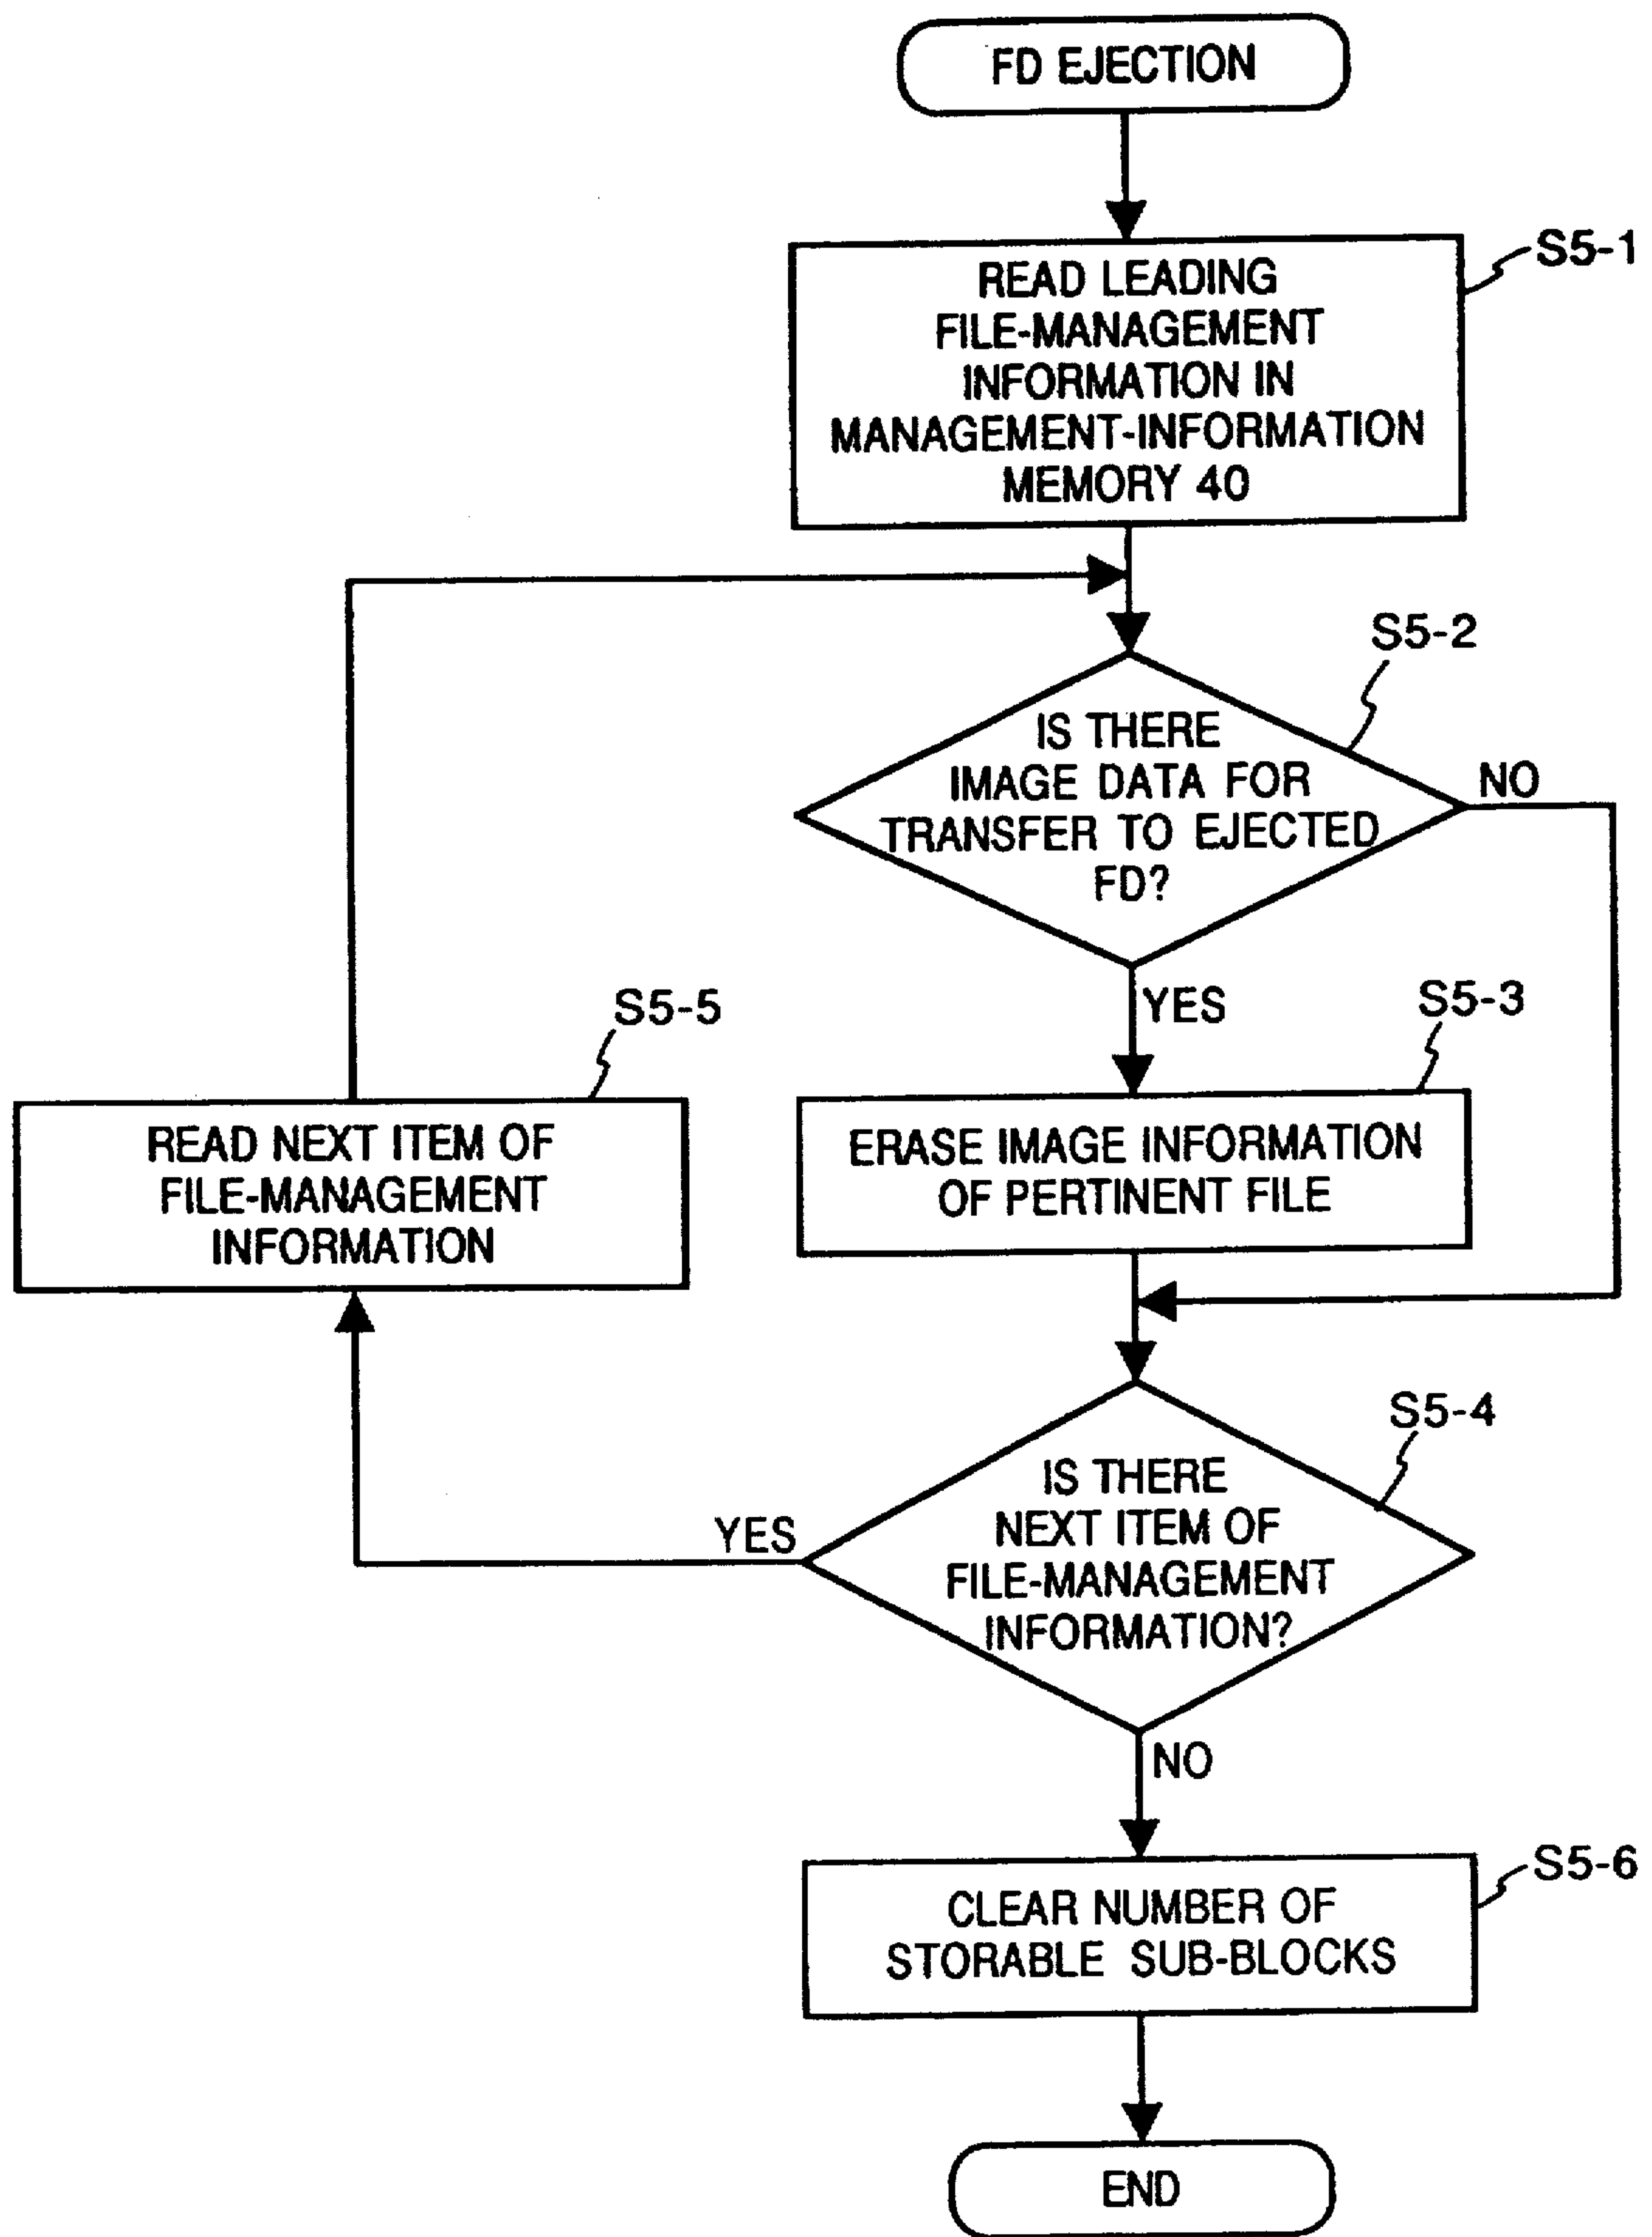 FD EJECTION
S5-1
READ LEADING
FILE-MANAGEMENT
INFORMATION IN
MANAGEMENT-INFORMATION
MEMORY 40
S5-2
IS THERE
IMAGE DATA FOR
TRANSFER TO EJECTED
FD?
NO
YES
S5-3
ERASE IMAGE INFORMATION
OF PERTINENT FILE
S5-5
READ NEXT ITEM OF
FILE-MANAGEMENT
INFORMATION
S5-4
IS THERE
NEXT ITEM OF
FILE-MANAGEMENT
INFORMATION?
YES
NO
S5-6
CLEAR NUMBER OF
STORABLE SUB-BLOCKS
END